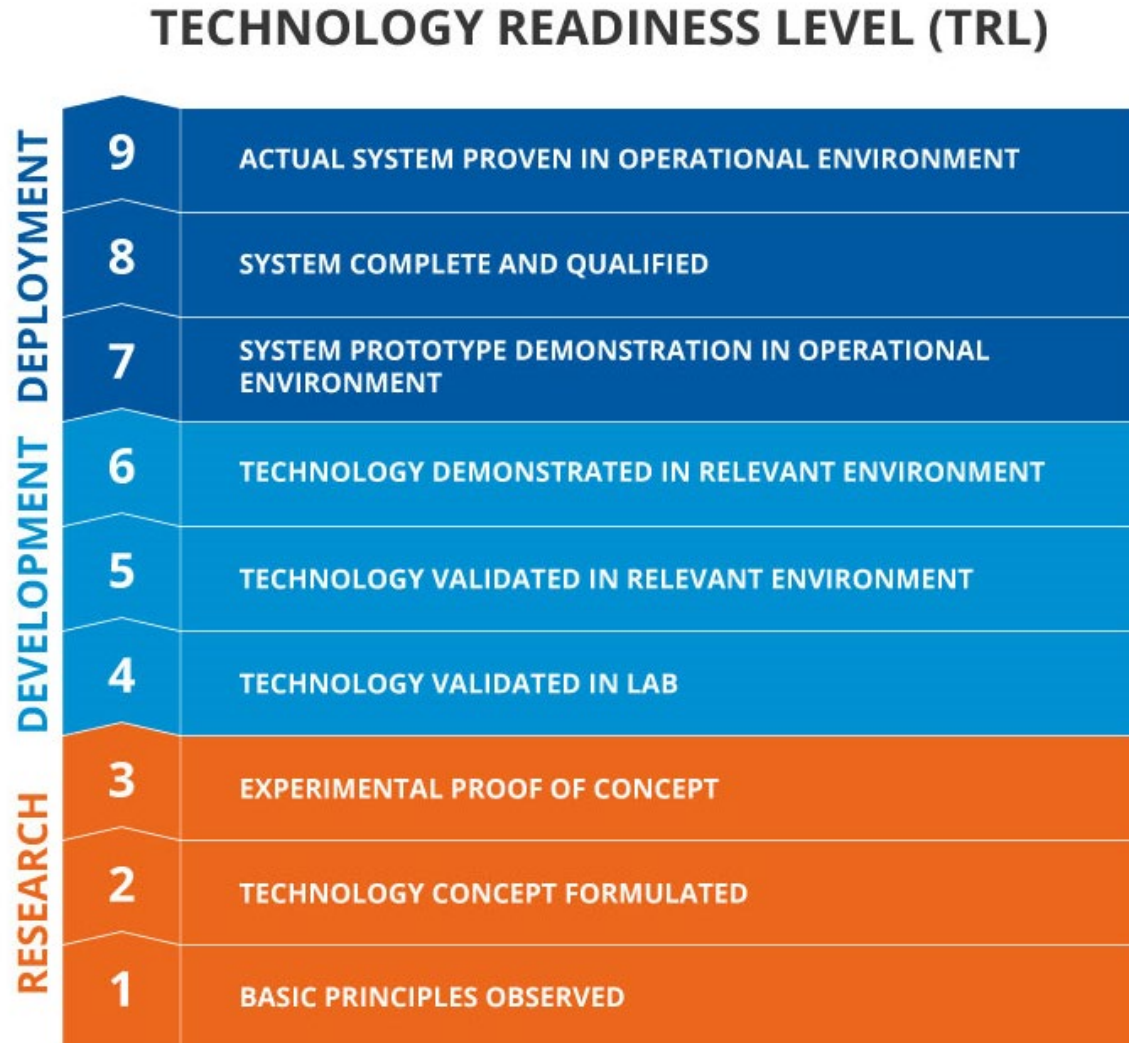 TECHNOLOGY READINESS LEVEL (TRL)
DEPLOYMENT
9
ACTUAL SYSTEM PROVEN IN OPERATIONAL ENVIRONMENT
8
SYSTEM COMPLETE AND QUALIFIED
7
SYSTEM PROTOTYPE DEMONSTRATION IN OPERATIONAL
ENVIRONMENT
DEVELOPMENT
6
TECHNOLOGY DEMONSTRATED IN RELEVANT ENVIRONMENT
5
TECHNOLOGY VALIDATED IN RELEVANT ENVIRONMENT
4
TECHNOLOGY VALIDATED IN LAB
RESEARCH
3
EXPERIMENTAL PROOF OF CONCEPT
2
TECHNOLOGY CONCEPT FORMULATED
1
BASIC PRINCIPLES OBSERVED